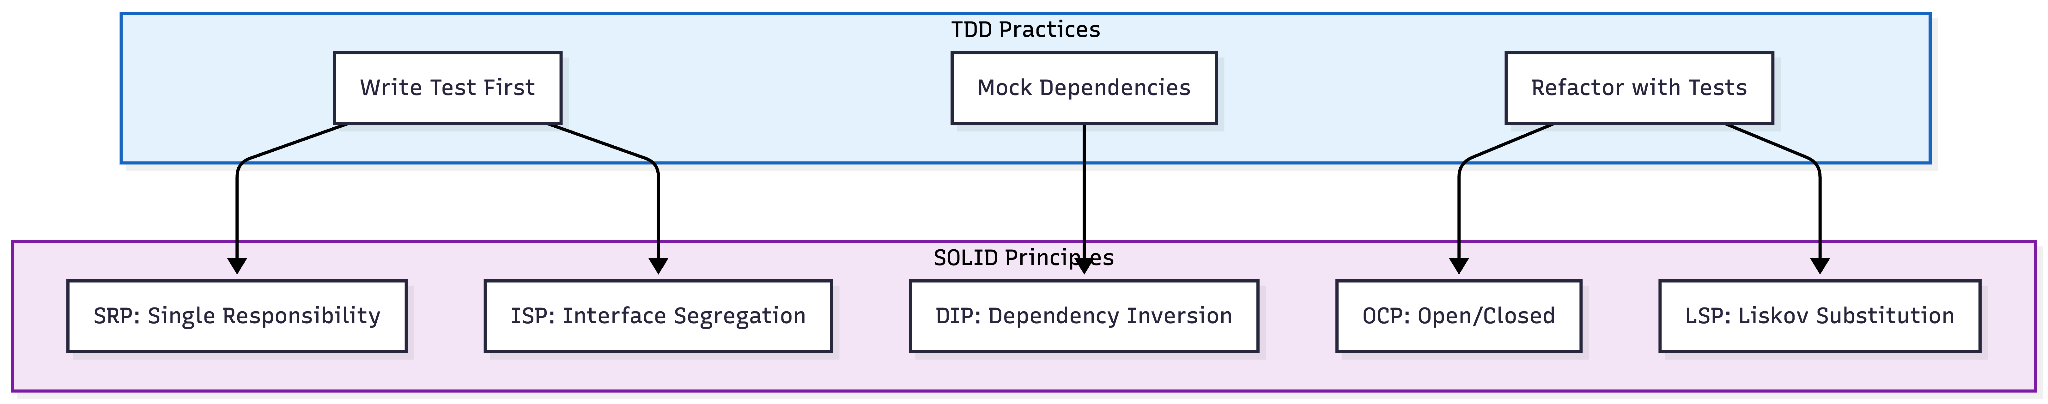 TDD Practices
Write Test First
Mock Dependencies
Refactor with Tests
SOLID Principles
SRP: Single Responsibility
ISP: Interface Segregation
DIP: Dependency Inversion
OCP: Open/Closed
LSP: Liskov Substitution